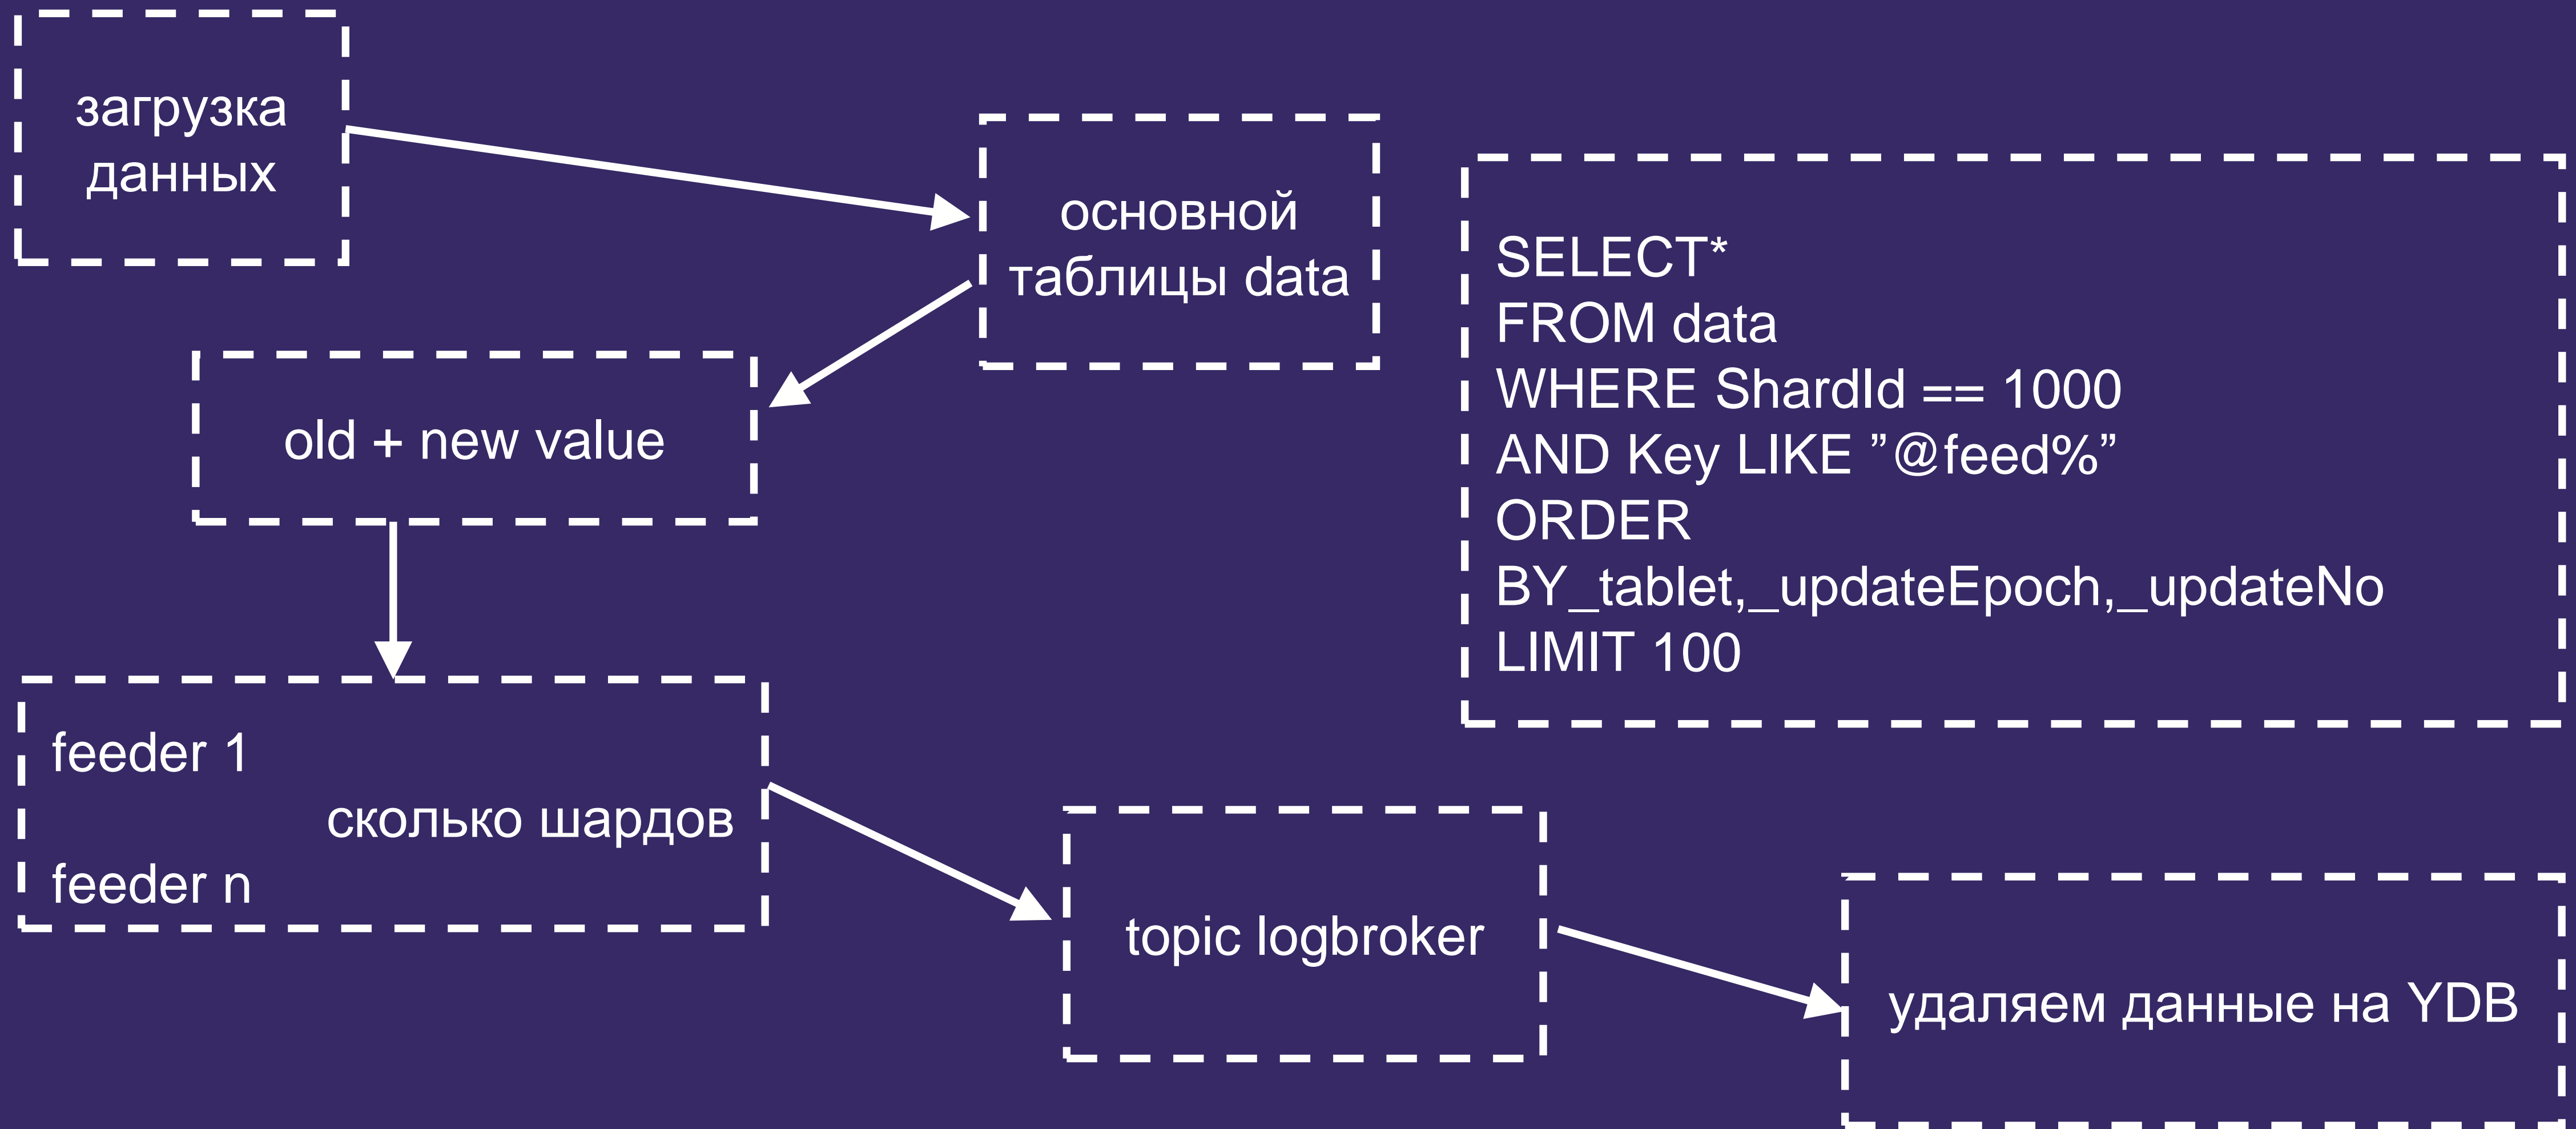 загрузка
данных
основной
таблицы data
old + new value
feeder 1
сколько шардов
feeder n
topic logbroker
удаляем данные на YDB
SELECT*
FROM data
WHERE ShardId == 1000
AND Key LIKE ”@feed%”
ORDER
BY_tablet,_updateEpoch,_updateNo
LIMIT 100